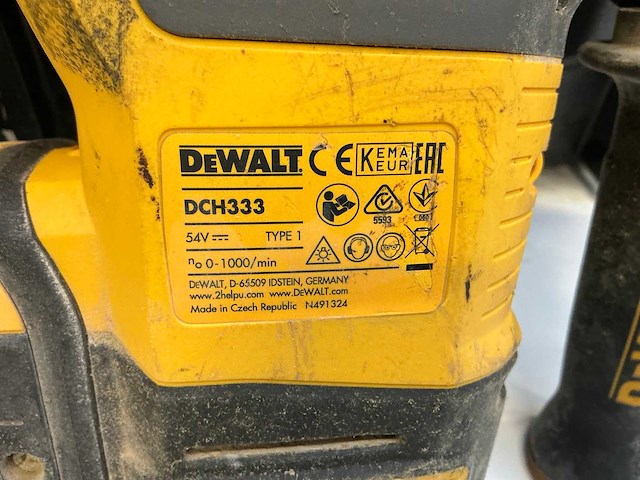 DeWALT. CE KEMA KEUR EAC
DCH333
5593
54V TYPE 1
n₀ 0-1000/min
DeWALT, D-65509 IDSTEIN, GERMANY
www.2helpu.com www.DeWALT.com
Made in Czech Republic N491324